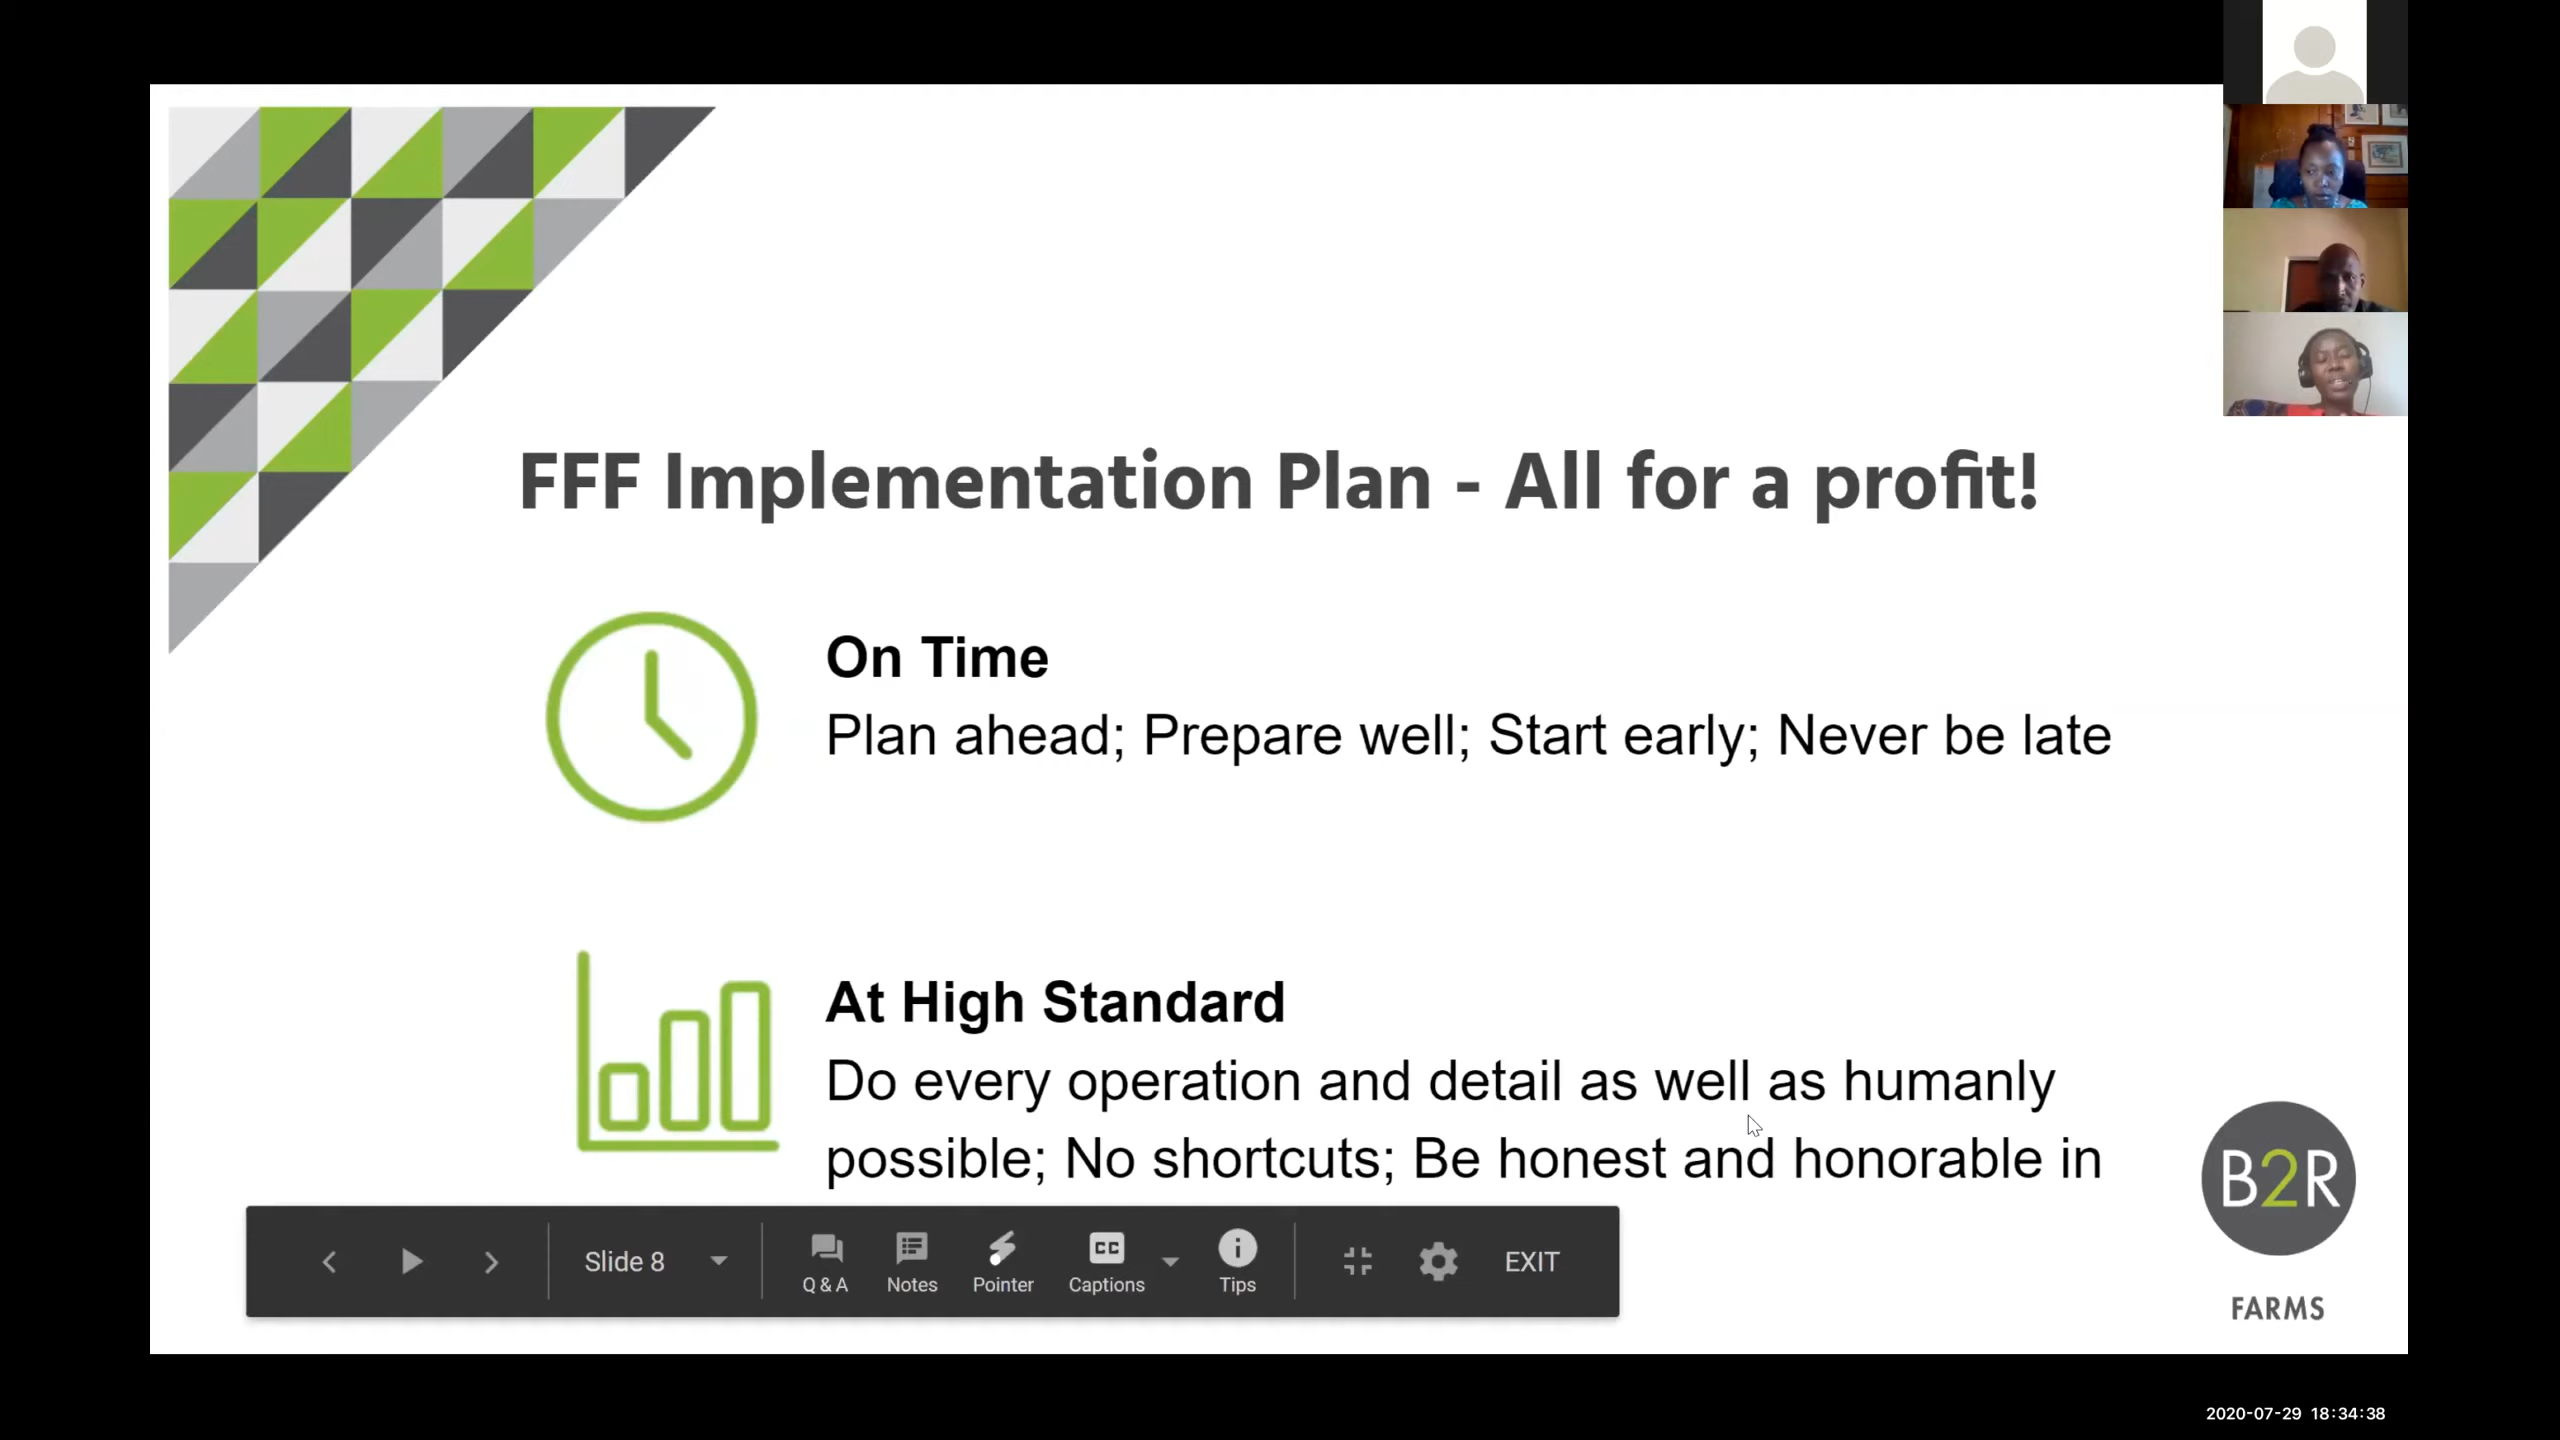 FFF Implementation Plan - All for a profit!
On Time
Plan ahead; Prepare well; Start early; Never be late
At High Standard
Do every operation and detail as well as humanly
possible; No shortcuts; Be honest and honorable in
Slide 8
Q & A
Notes
Pointer
CC
Captions
Tips
EXIT
B2R
FARMS
2020-07-29 18:34:38